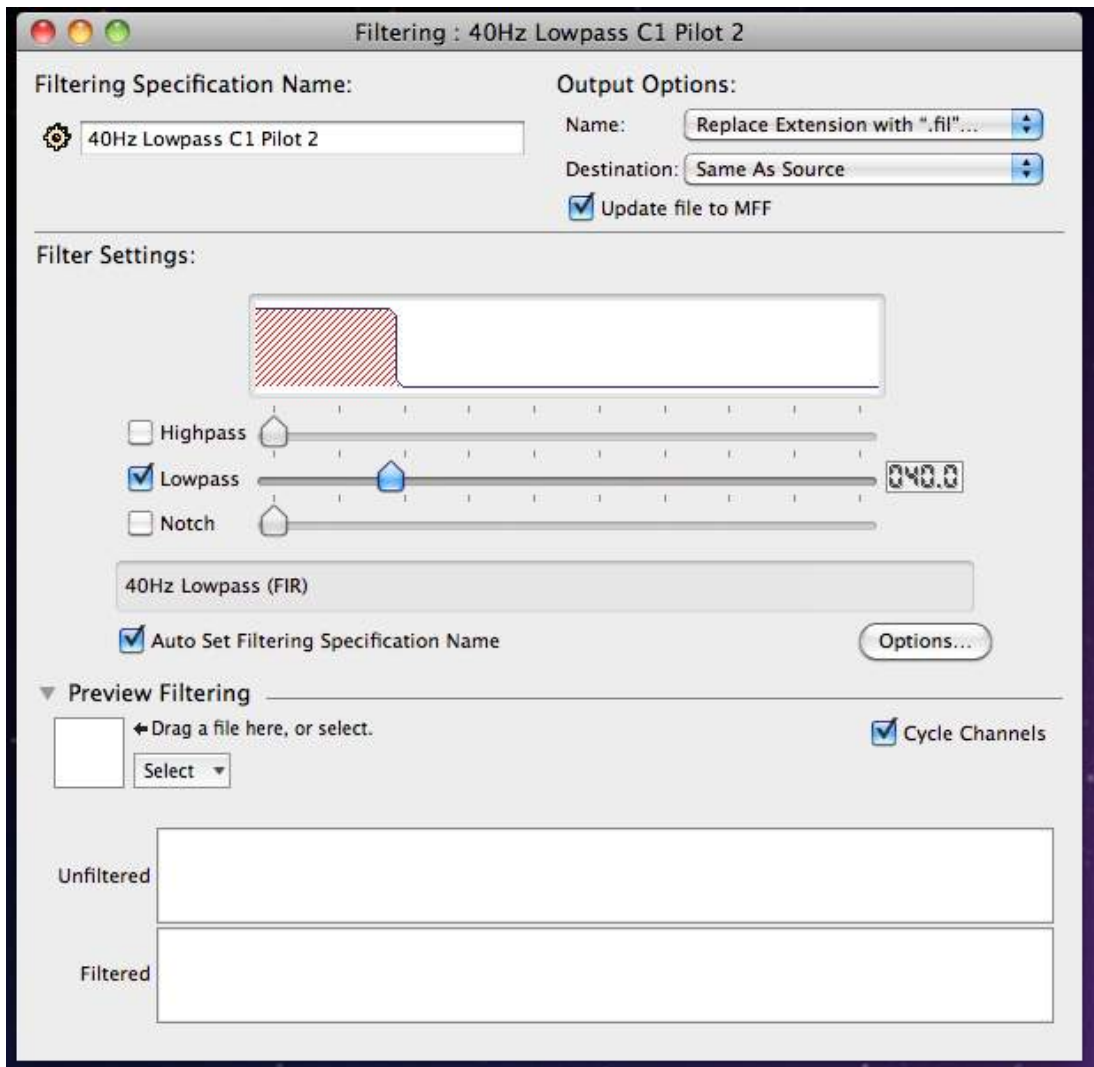 Filtering : 40Hz Lowpass C1 Pilot 2
Filtering Specification Name:
40Hz Lowpass C1 Pilot 2
Output Options:
Name: Replace Extension with ".fil"...
Destination: Same As Source
Update file to MFF
Filter Settings:
Highpass
Lowpass 040.0
Notch
40Hz Lowpass (FIR)
Auto Set Filtering Specification Name Options...
Preview Filtering
Drag a file here, or select. Cycle Channels
Select
Unfiltered
Filtered